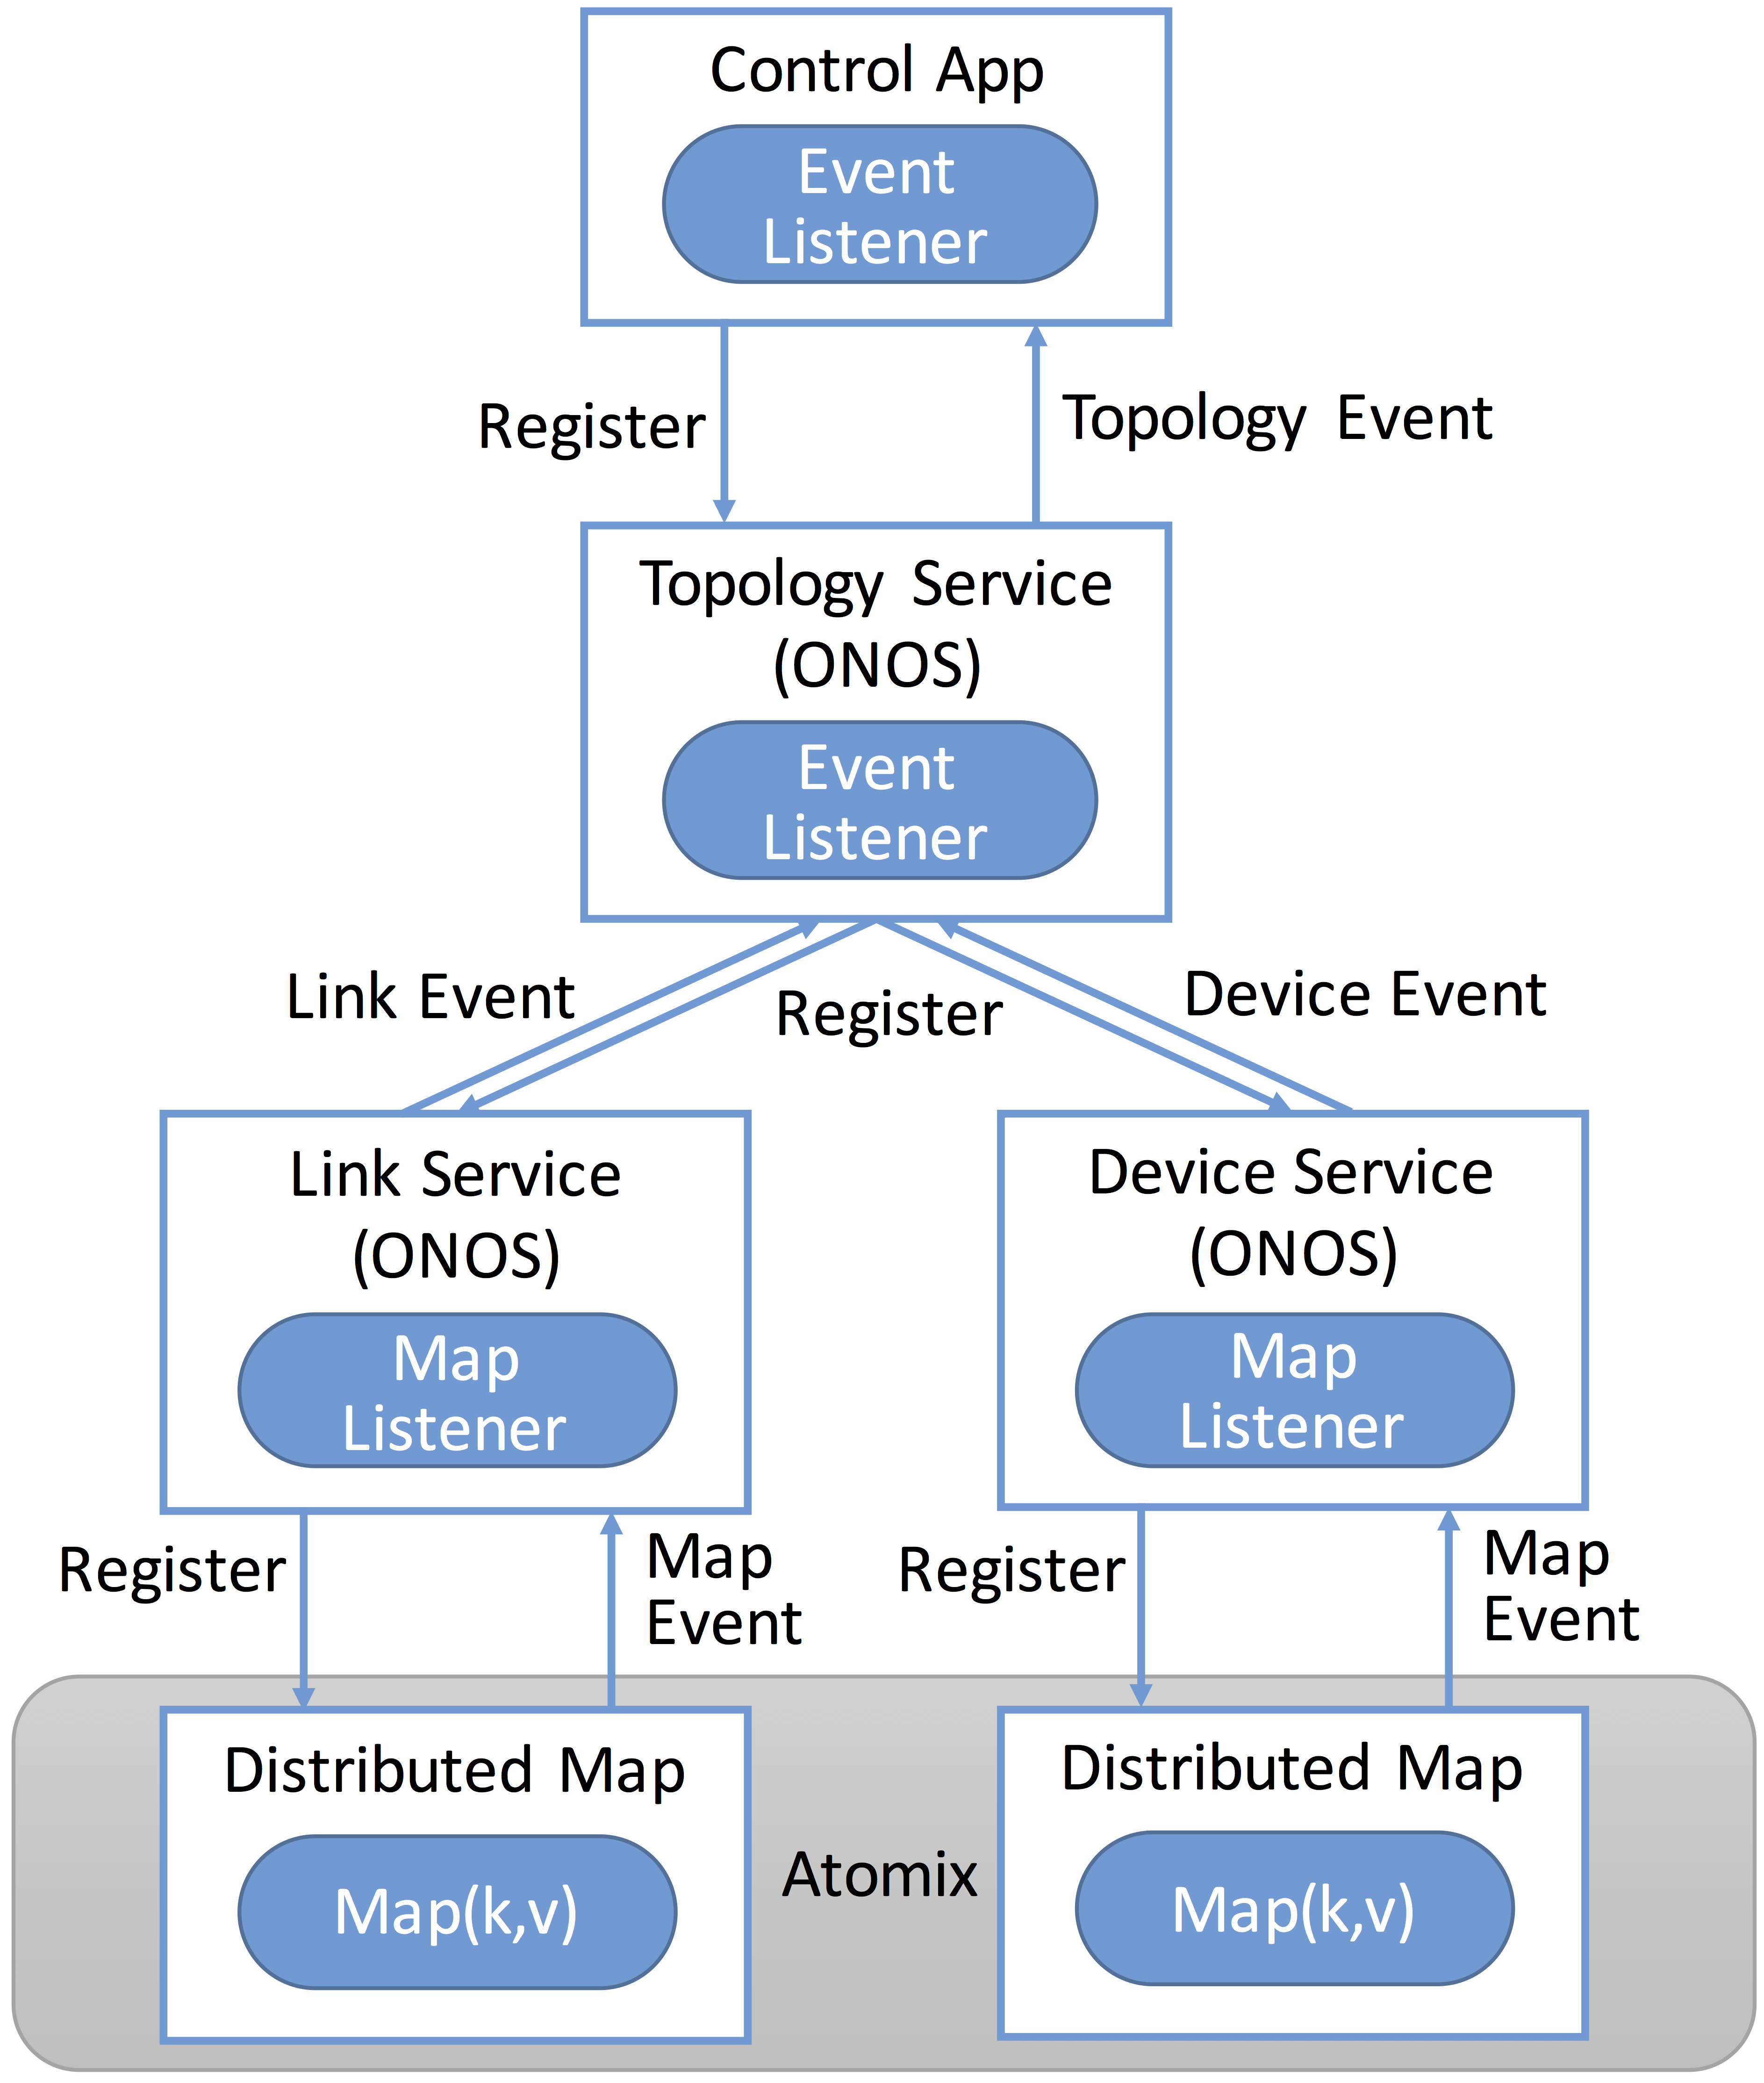 Control App
Event
Listener
Register
Topology Event
Topology Service
(ONOS)
Event
Listener
Link Event
Register
Device Event
Link Service
(ONOS)
Map
Listener
Device Service
(ONOS)
Map
Listener
Register
Map
Event
Register
Map
Event
Distributed Map
Map(k,v)
Atomix
Distributed Map
Map(k,v)